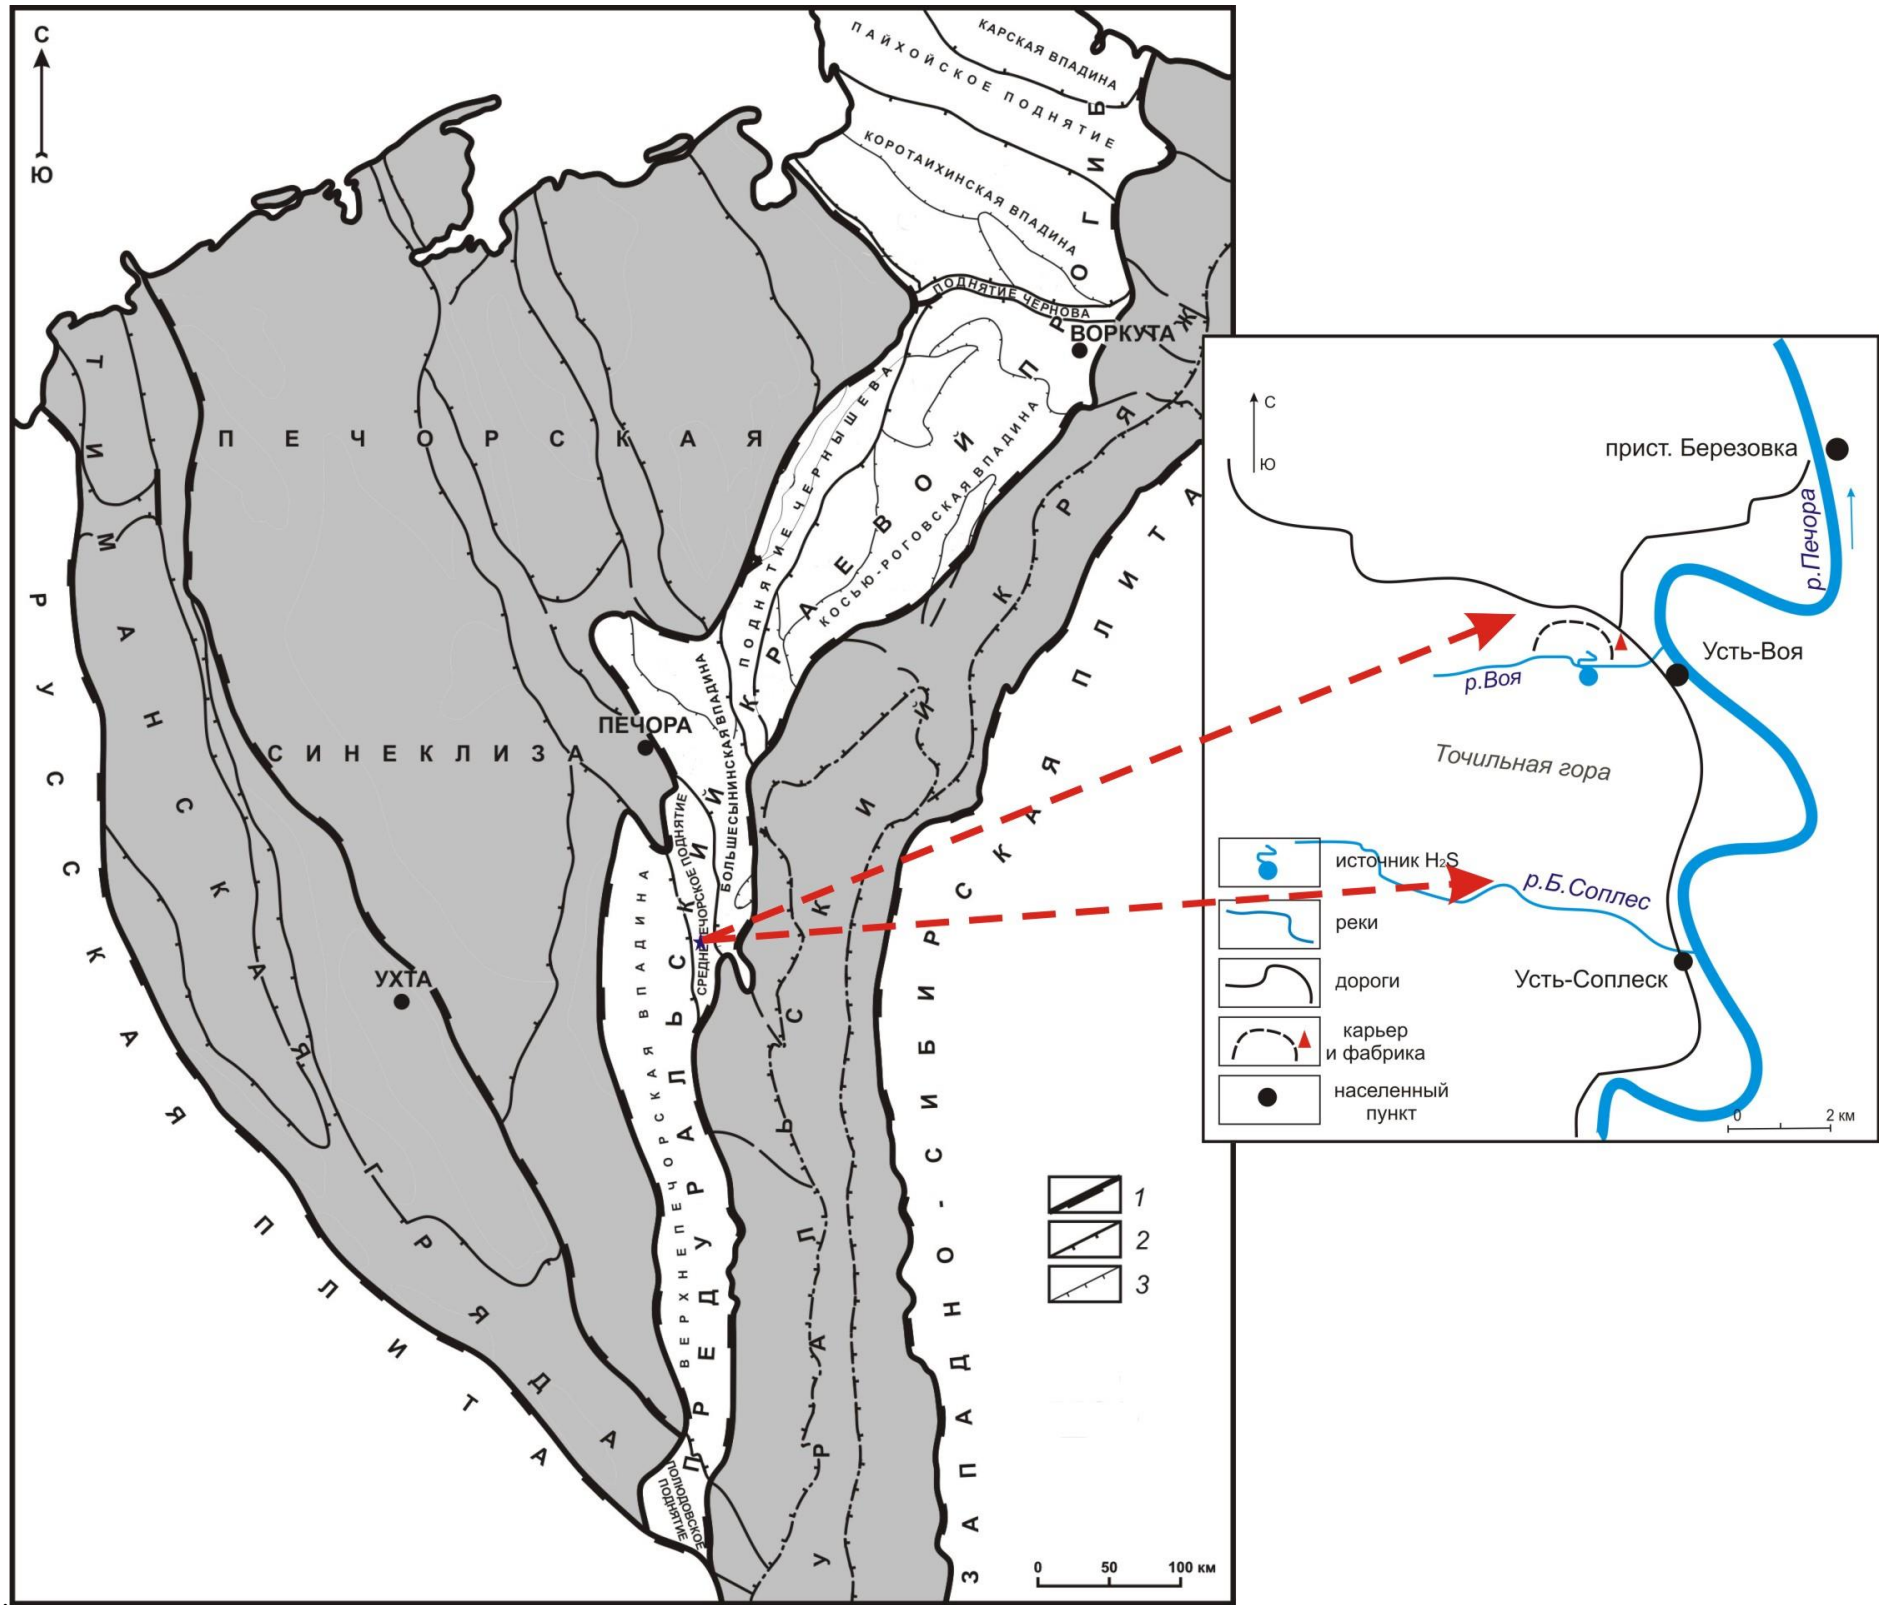 С
Ю
КАРСКАЯ ВПАДИНА
ПАЙХОЙСКОЕ ПОДНЯТИЕ
КОРОТАИХИНСКАЯ ВПАДИНА
ПОДНЯТИЕ ЧЕРНОВА
ВОРКУТА
ПОДНЯТИЕ ЧЕРНЫШЕВА
КОСЬЮ-РОГОВСКАЯ ВПАДИНА
ПРЕДУРАЛЬСКИЙ КРАЕВОЙ ПРОГИБ
ПЕЧОРСКАЯ
СИНЕКЛИЗА
ТИМАНСКАЯ ГРЯДА
РУССКАЯ ПЛИТА
ПЕЧОРА
БОЛЬШЕСЫНИНСКАЯ ВПАДИНА
СРЕДНЕПЕЧОРСКОЕ ПОДНЯТИЕ
ВЕРХНЕПЕЧОРСКАЯ ВПАДИНА
УХТА
ПОЛЮДОВСКОЕ
ПОДНЯТИЕ
УРАЛЬСКИЙ КРЯЖ
ЗАПАДНО-СИБИРСКАЯ ПЛИТА
1
2
3
0 50 100 км
С
Ю
прист. Березовка
р.Печора
Усть-Воя
р.Воя
Точильная гора
источник H₂S
р.Б.Соплес
реки
Усть-Соплеск
дороги
карьер
и фабрика
населенный
пункт
0 2 км